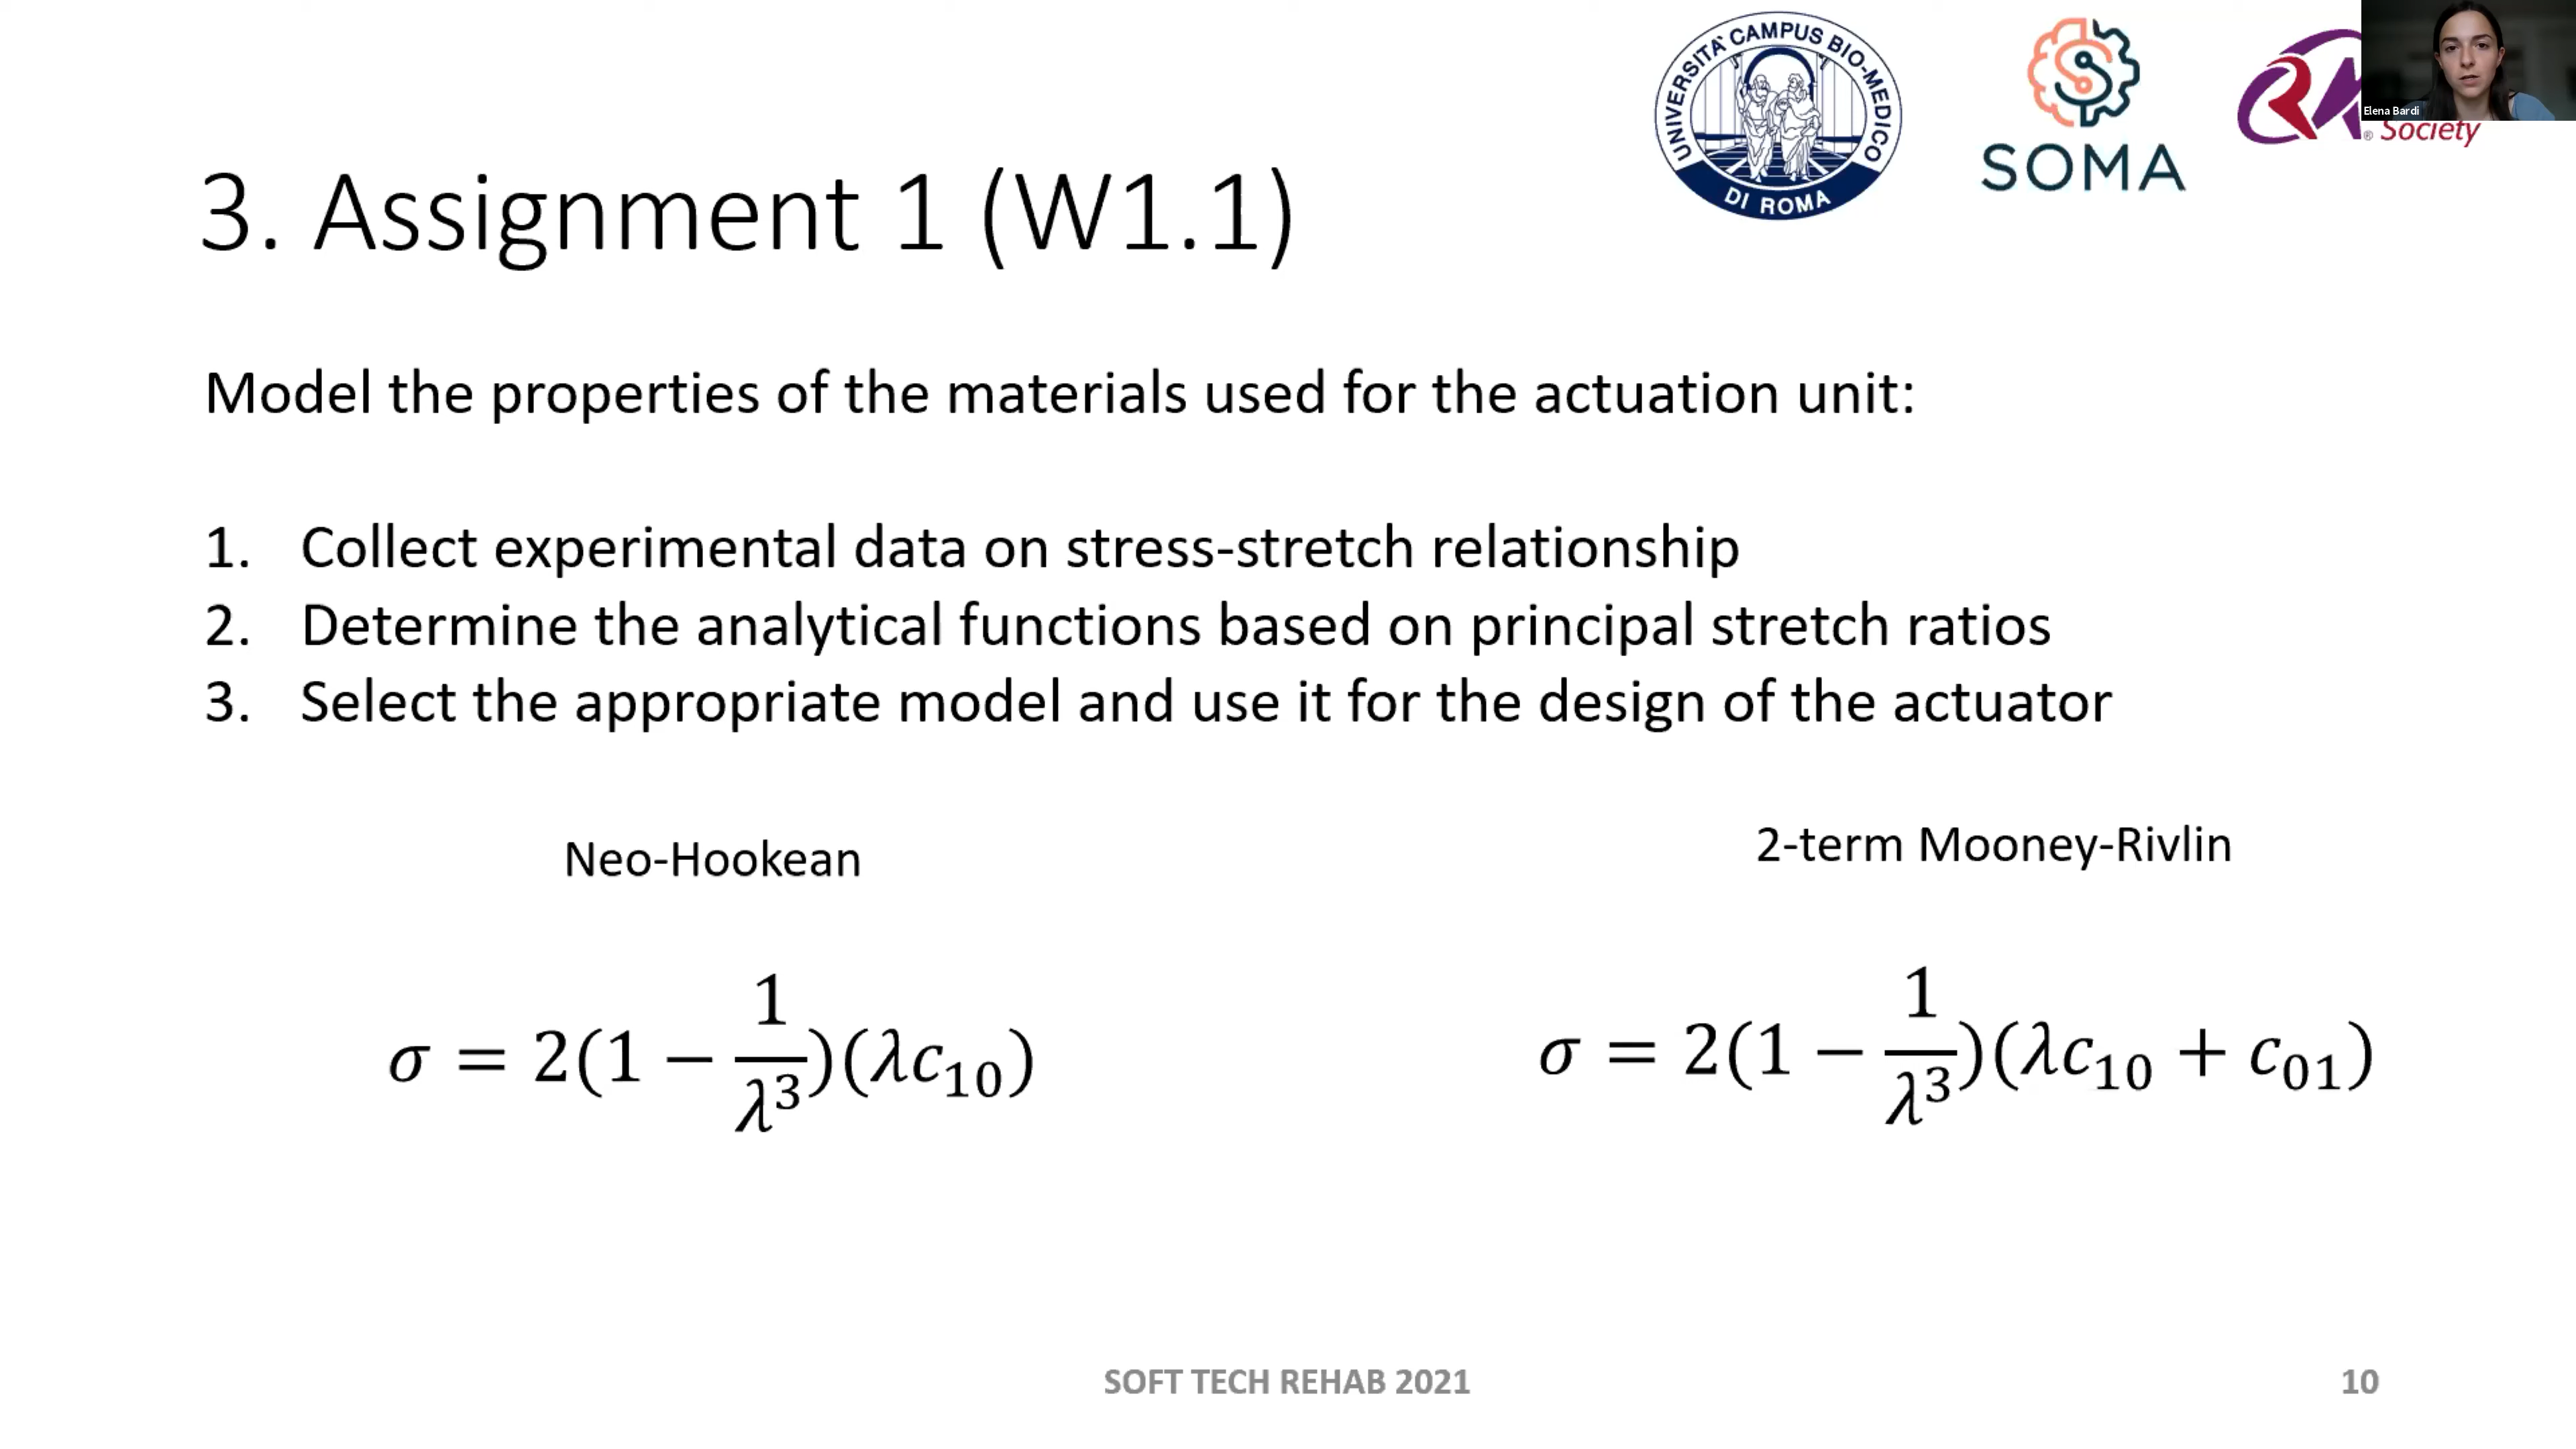 UNIVERSITA' CAMPUS BIO-MEDICO
DI ROMA
SOMA
® Society
Elena Bardi
3. Assignment 1 (W1.1)
Model the properties of the materials used for the actuation unit:
1. Collect experimental data on stress-stretch relationship
2. Determine the analytical functions based on principal stretch ratios
3. Select the appropriate model and use it for the design of the actuator
Neo-Hookean
σ = 2(1 − 1/λ³)(λc₁₀)
2-term Mooney-Rivlin
σ = 2(1 − 1/λ³)(λc₁₀ + c₀₁)
SOFT TECH REHAB 2021
10